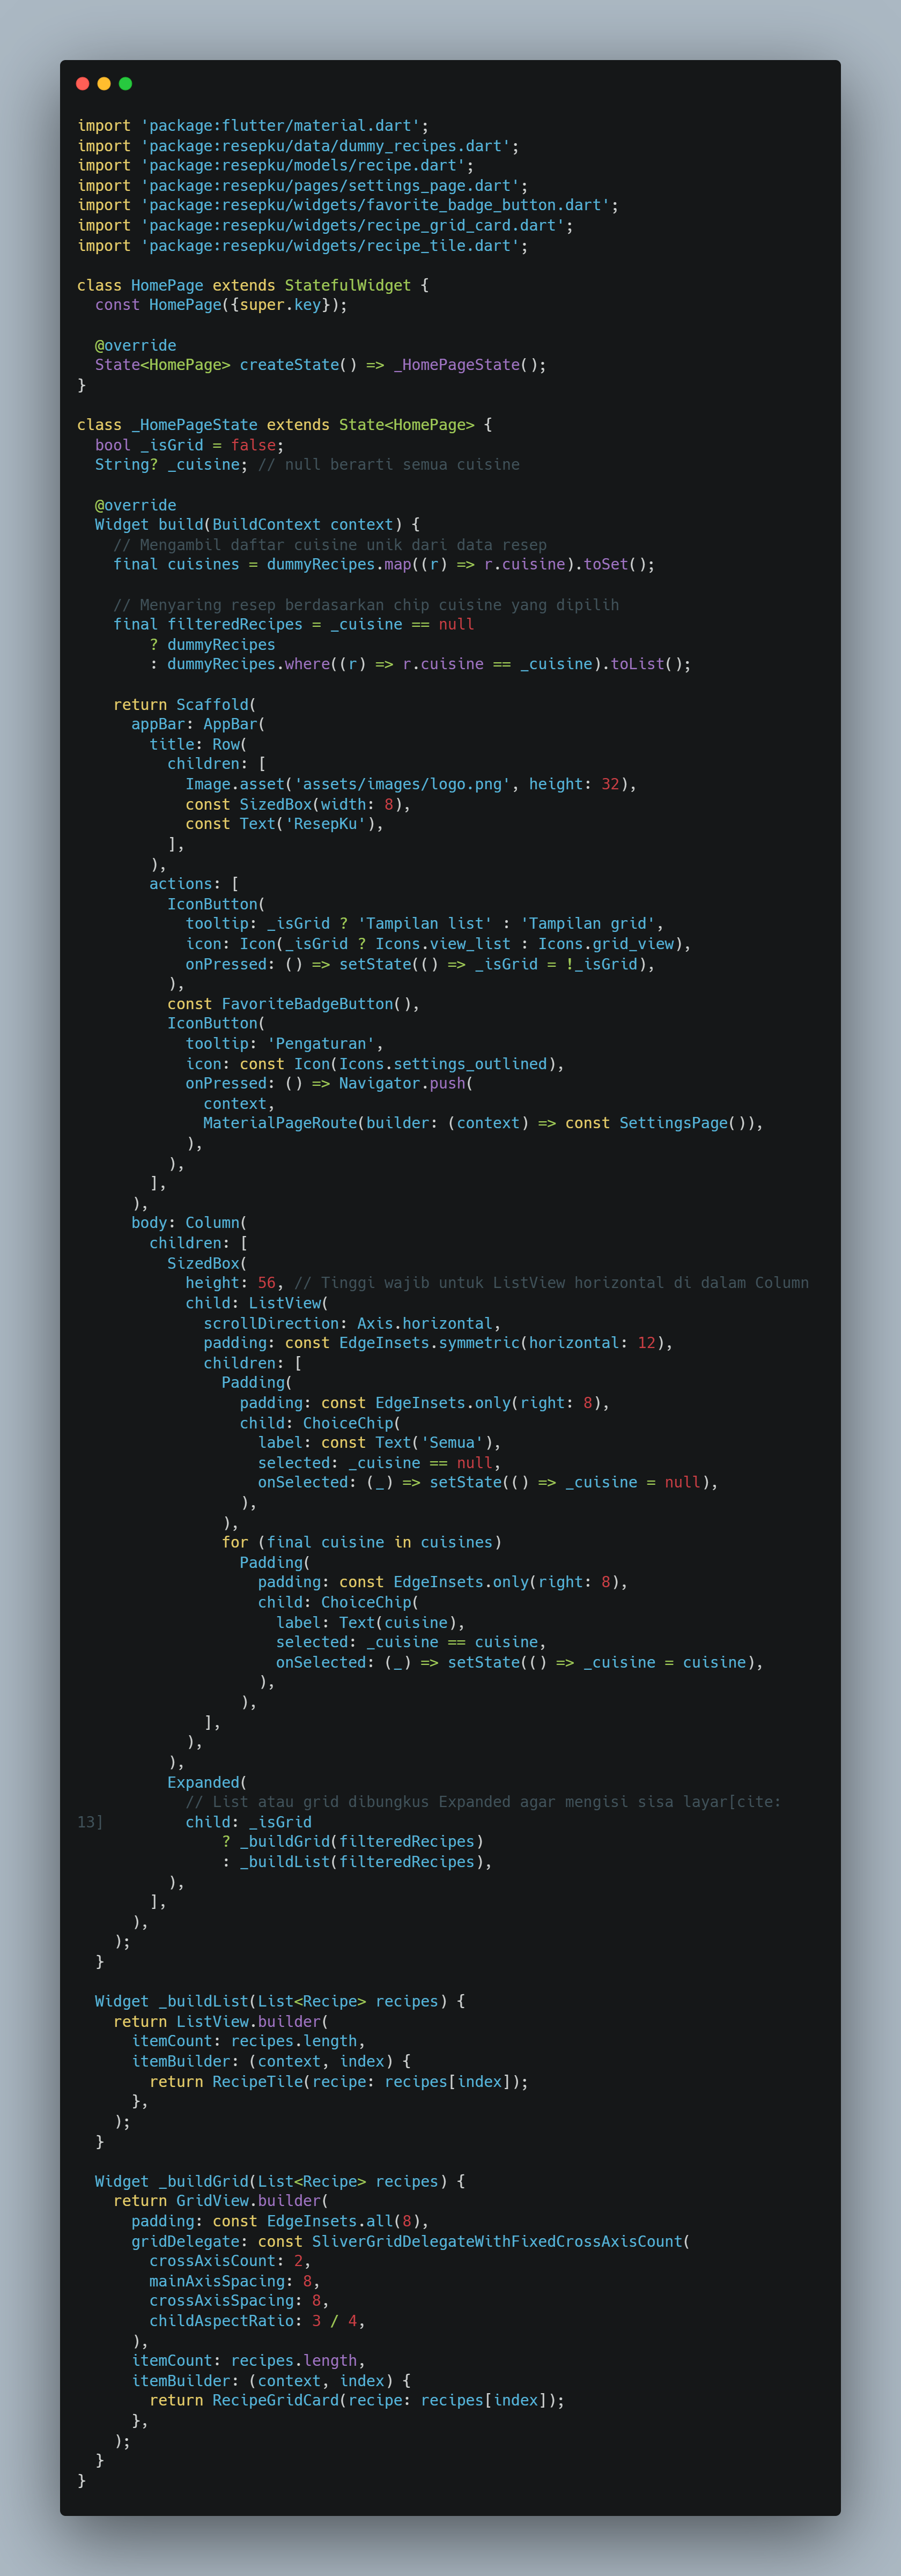 import 'package:flutter/material.dart';
import 'package:resepku/data/dummy_recipes.dart';
import 'package:resepku/models/recipe.dart';
import 'package:resepku/pages/settings_page.dart';
import 'package:resepku/widgets/favorite_badge_button.dart';
import 'package:resepku/widgets/recipe_grid_card.dart';
import 'package:resepku/widgets/recipe_tile.dart';

class HomePage extends StatefulWidget {
  const HomePage({super.key});

  @override
  State<HomePage> createState() => _HomePageState();
}

class _HomePageState extends State<HomePage> {
  bool _isGrid = false;
  String? _cuisine; // null berarti semua cuisine

  @override
  Widget build(BuildContext context) {
    // Mengambil daftar cuisine unik dari data resep
    final cuisines = dummyRecipes.map((r) => r.cuisine).toSet();

    // Menyaring resep berdasarkan chip cuisine yang dipilih
    final filteredRecipes = _cuisine == null
        ? dummyRecipes
        : dummyRecipes.where((r) => r.cuisine == _cuisine).toList();

    return Scaffold(
      appBar: AppBar(
        title: Row(
          children: [
            Image.asset('assets/images/logo.png', height: 32),
            const SizedBox(width: 8),
            const Text('ResepKu'),
          ],
        ),
        actions: [
          IconButton(
            tooltip: _isGrid ? 'Tampilan list' : 'Tampilan grid',
            icon: Icon(_isGrid ? Icons.view_list : Icons.grid_view),
            onPressed: () => setState(() => _isGrid = !_isGrid),
          ),
          const FavoriteBadgeButton(),
          IconButton(
            tooltip: 'Pengaturan',
            icon: const Icon(Icons.settings_outlined),
            onPressed: () => Navigator.push(
              context,
              MaterialPageRoute(builder: (context) => const SettingsPage()),
            ),
          ),
        ],
      ),
      body: Column(
        children: [
          SizedBox(
            height: 56, // Tinggi wajib untuk ListView horizontal di dalam Column
            child: ListView(
              scrollDirection: Axis.horizontal,
              padding: const EdgeInsets.symmetric(horizontal: 12),
              children: [
                Padding(
                  padding: const EdgeInsets.only(right: 8),
                  child: ChoiceChip(
                    label: const Text('Semua'),
                    selected: _cuisine == null,
                    onSelected: (_) => setState(() => _cuisine = null),
                  ),
                ),
                for (final cuisine in cuisines)
                  Padding(
                    padding: const EdgeInsets.only(right: 8),
                    child: ChoiceChip(
                      label: Text(cuisine),
                      selected: _cuisine == cuisine,
                      onSelected: (_) => setState(() => _cuisine = cuisine),
                    ),
                  ),
              ],
            ),
          ),
          Expanded(
            // List atau grid dibungkus Expanded agar mengisi sisa layar[cite:
13]         child: _isGrid
                ? _buildGrid(filteredRecipes)
                : _buildList(filteredRecipes),
          ),
        ],
      ),
    );
  }

  Widget _buildList(List<Recipe> recipes) {
    return ListView.builder(
      itemCount: recipes.length,
      itemBuilder: (context, index) {
        return RecipeTile(recipe: recipes[index]);
      },
    );
  }

  Widget _buildGrid(List<Recipe> recipes) {
    return GridView.builder(
      padding: const EdgeInsets.all(8),
      gridDelegate: const SliverGridDelegateWithFixedCrossAxisCount(
        crossAxisCount: 2,
        mainAxisSpacing: 8,
        crossAxisSpacing: 8,
        childAspectRatio: 3 / 4,
      ),
      itemCount: recipes.length,
      itemBuilder: (context, index) {
        return RecipeGridCard(recipe: recipes[index]);
      },
    );
  }
}